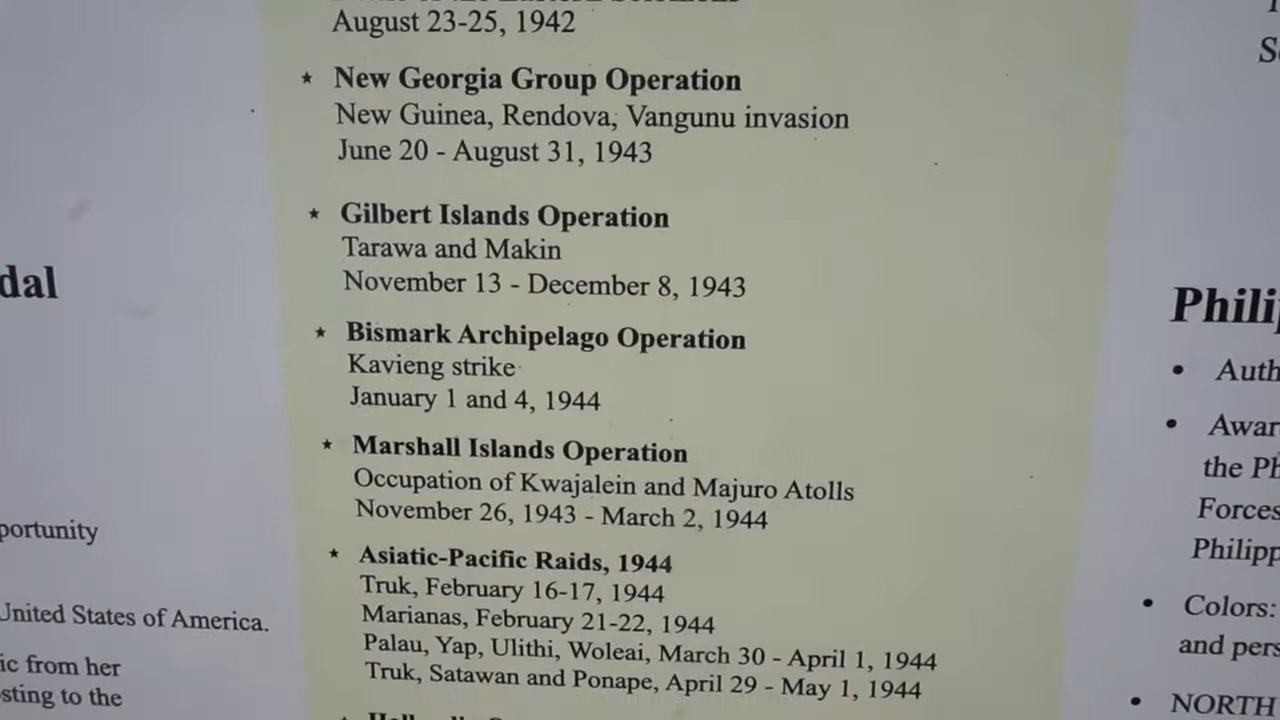 August 23-25, 1942
★ New Georgia Group Operation
New Guinea, Rendova, Vangunu invasion
June 20 - August 31, 1943
★ Gilbert Islands Operation
Tarawa and Makin
November 13 - December 8, 1943
★ Bismark Archipelago Operation
Kavieng strike
January 1 and 4, 1944
★ Marshall Islands Operation
Occupation of Kwajalein and Majuro Atolls
November 26, 1943 - March 2, 1944
★ Asiatic-Pacific Raids, 1944
Truk, February 16-17, 1944
Marianas, February 21-22, 1944
Palau, Yap, Ulithi, Woleai, March 30 - April 1, 1944
Truk, Satawan and Ponape, April 29 - May 1, 1944
dal
portunity
United States of America.
ic from her
sting to the
Phili
• Auth
• Awar
the Ph
Forces
Philipp
• Colors:
and pers
• NORTH